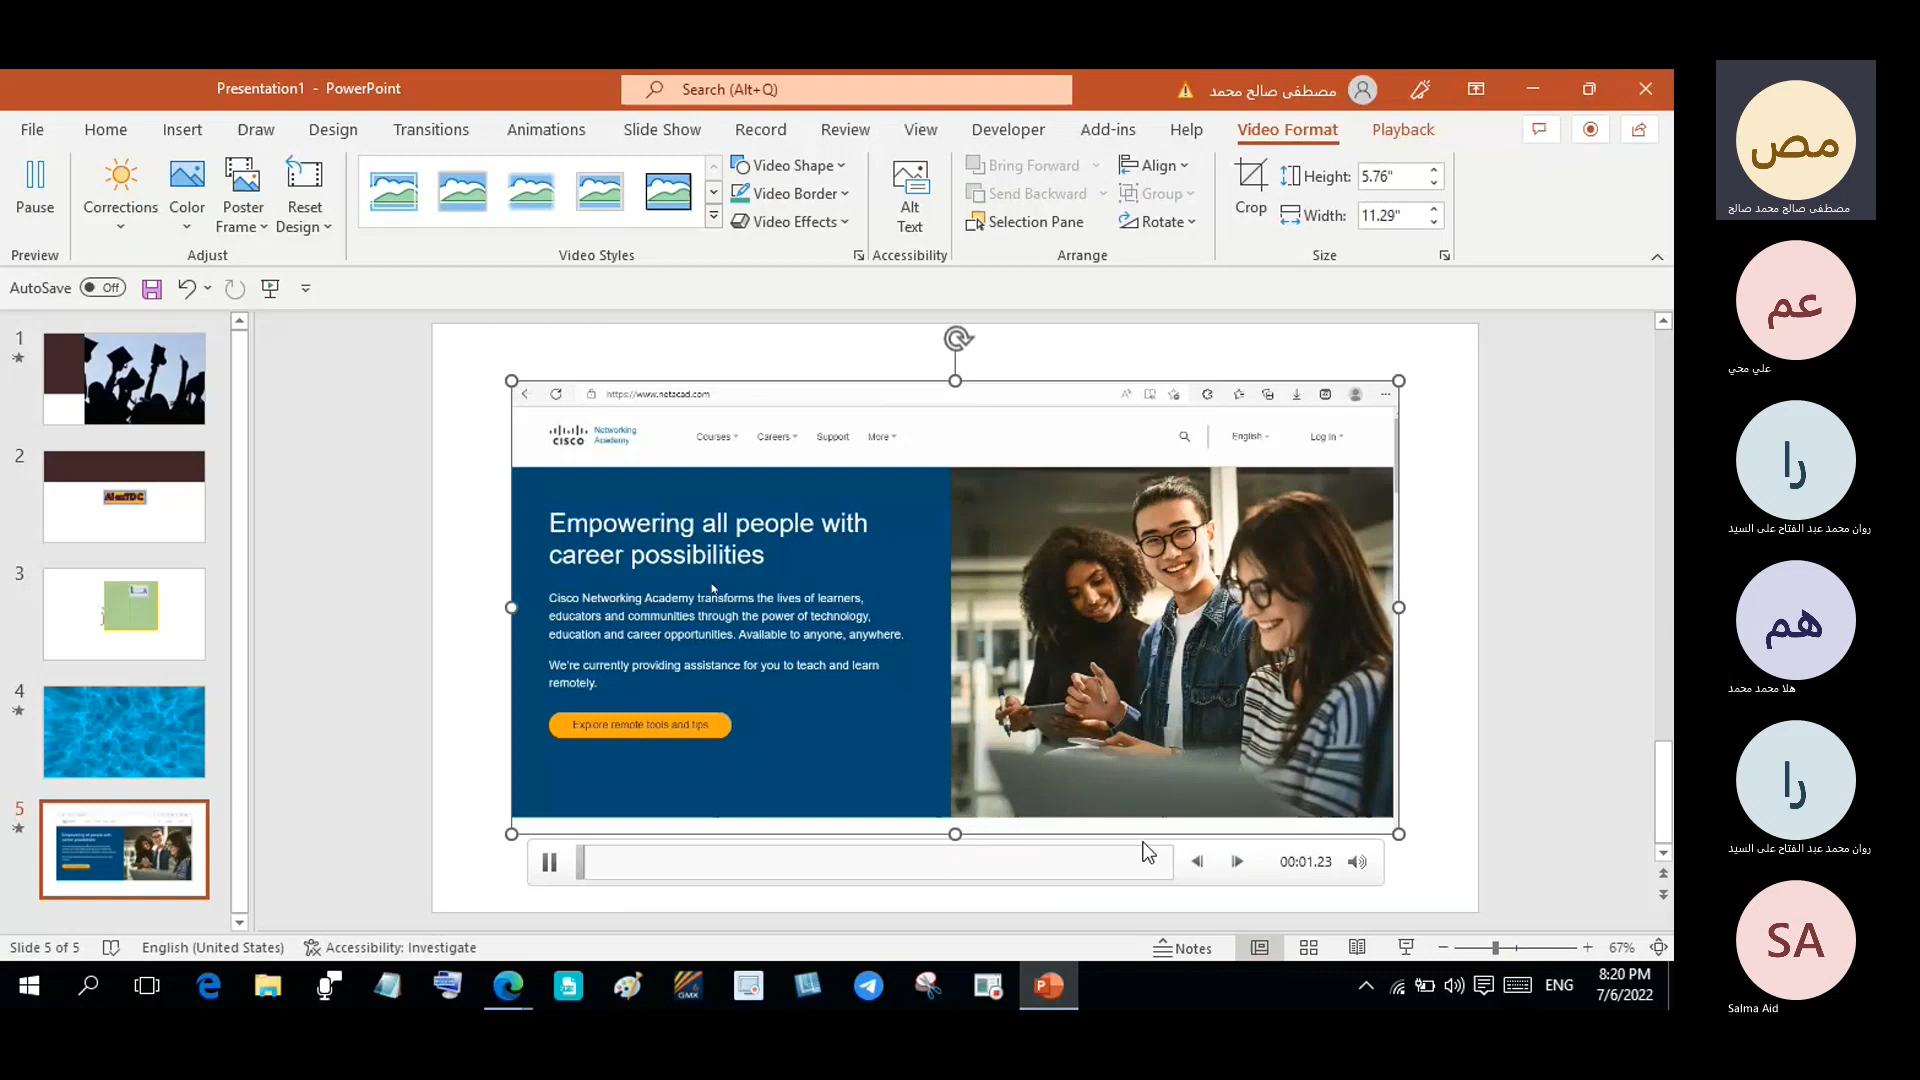 Presentation1 - PowerPoint
Search (Alt+Q)
مصطفى صالح محمد
File Home Insert Draw Design Transitions Animations Slide Show Record Review View Developer Add-ins Help Video Format Playback
Pause
Corrections
Color
Poster Frame
Reset Design
Video Shape
Video Border
Video Effects
Alt Text
Bring Forward
Send Backward
Selection Pane
Align
Group
Rotate
Crop
Height: 5.76"
Width: 11.29"
Preview Adjust Video Styles Accessibility Arrange Size
AutoSave Off
1
2
AlexTDC
3
4
5
https://www.netacad.com
CISCO Networking Academy
Courses Careers Support More English Log In
Empowering all people with
career possibilities
Cisco Networking Academy transforms the lives of learners,
educators and communities through the power of technology,
education and career opportunities. Available to anyone, anywhere.
We're currently providing assistance for you to teach and learn
remotely.
Explore remote tools and tips
00:01.23
Slide 5 of 5 English (United States) Accessibility: Investigate Notes 67%
GMX
P
ENG
8:20 PM
7/6/2022
مص
مصطفى صالح محمد صالح
عم
علي محي
را
روان محمد عبد الفتاح على السيد
هم
هلا محمد محمد
را
روان محمد عبد الفتاح على السيد
SA
Salma Aid